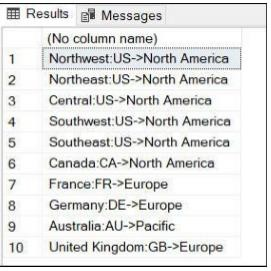 Results Messages
(No column name)
1 Northwest:US->North America
2 Northeast:US->North America
3 Central:US->North America
4 Southwest:US->North America
5 Southeast:US->North America
6 Canada:CA->North America
7 France:FR->Europe
8 Germany:DE->Europe
9 Australia:AU->Pacific
10 United Kingdom:GB->Europe